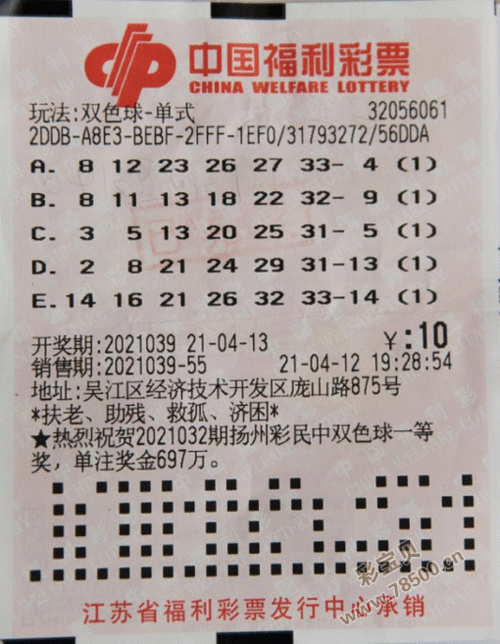 中国福利彩票
CHINA WELFARE LOTTERY
玩法:双色球-单式 32056061
2DDB-A8E3-BEBF-2FFF-1EF0/31793272/56DDA
A. 8 12 23 26 27 33- 4 (1)
B. 8 11 13 18 22 32- 9 (1)
C. 3 5 13 20 25 31- 5 (1)
D. 2 8 21 24 29 31-13 (1)
E.14 16 21 26 32 33-14 (1)
开奖期:2021039 21-04-13 ¥:10
销售期:2021039-55 21-04-12 19:28:54
地址:吴江区经济技术开发区庞山路875号
*扶老、助残、救孤、济困*
★热烈祝贺2021032期扬州彩民中双色球一等
奖，单注奖金697万。
彩宝贝
www.78500.cn
江苏省福利彩票发行中心承销